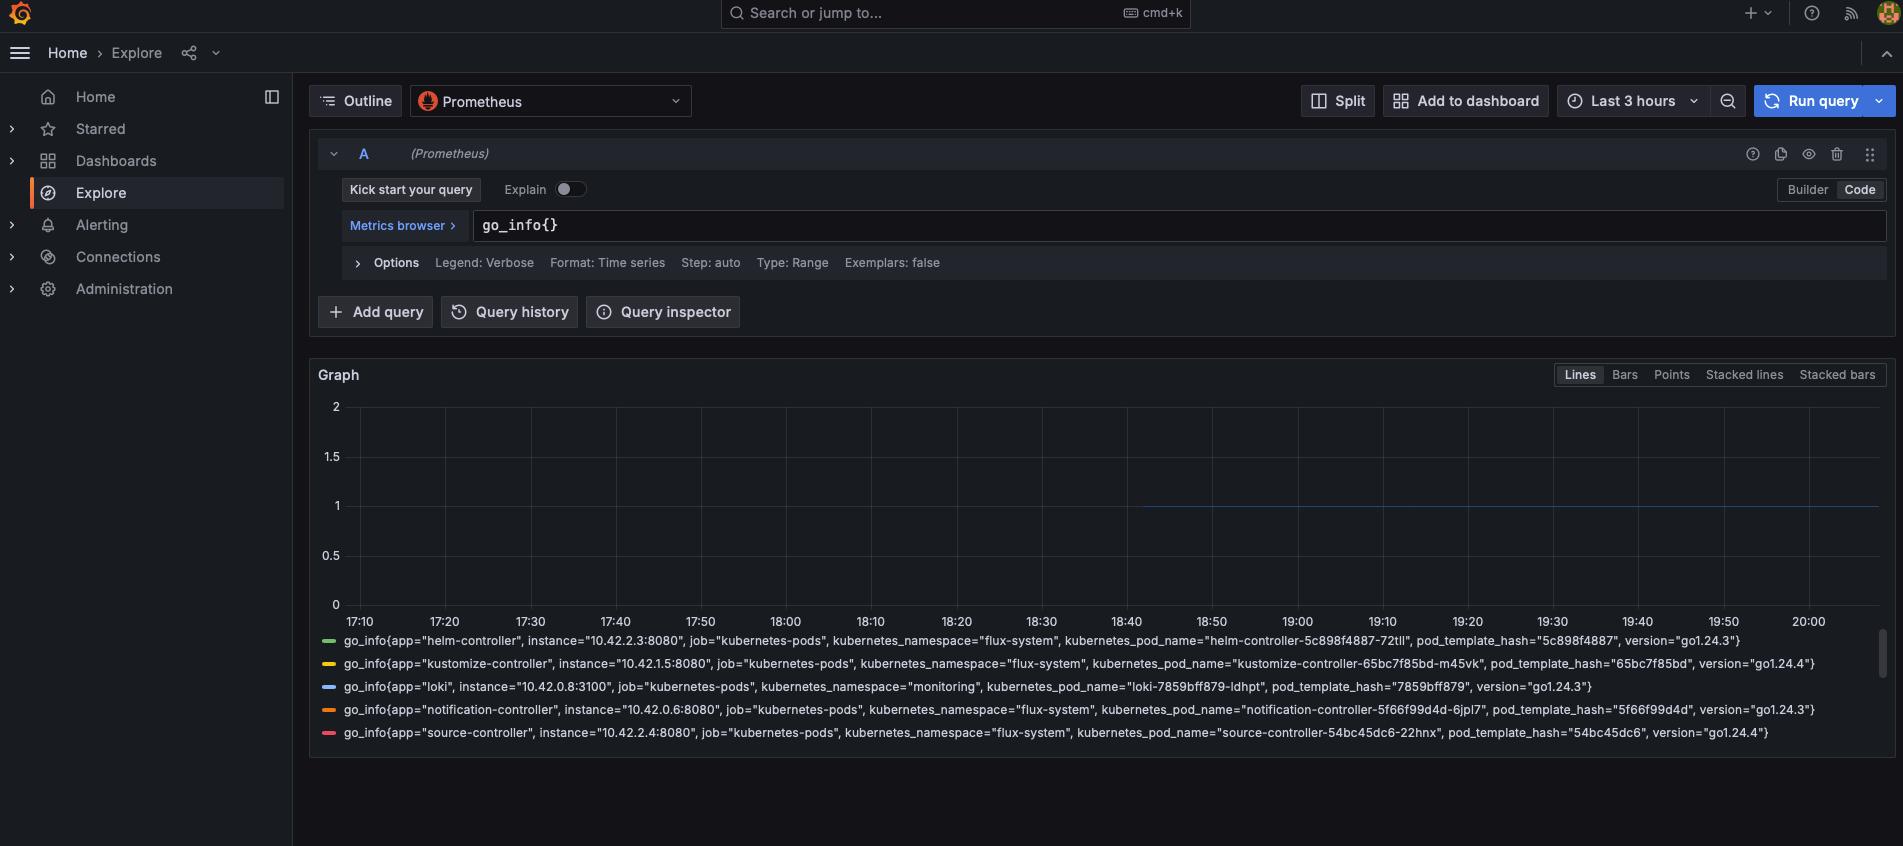 Search or jump to...
cmd+k
Home › Explore
Home
Starred
Dashboards
Explore
Alerting
Connections
Administration
Outline
Prometheus
Split
Add to dashboard
Last 3 hours
Run query
A (Prometheus)
Kick start your query
Explain
Builder
Code
Metrics browser ›
go_info{}
Options Legend: Verbose Format: Time series Step: auto Type: Range Exemplars: false
+ Add query
Query history
Query inspector
Graph
Lines Bars Points Stacked lines Stacked bars
2
1.5
1
0.5
0
17:10 17:20 17:30 17:40 17:50 18:00 18:10 18:20 18:30 18:40 18:50 19:00 19:10 19:20 19:30 19:40 19:50 20:00
go_info{app="helm-controller", instance="10.42.2.3:8080", job="kubernetes-pods", kubernetes_namespace="flux-system", kubernetes_pod_name="helm-controller-5c898f4887-72tll", pod_template_hash="5c898f4887", version="go1.24.3"}
go_info{app="kustomize-controller", instance="10.42.1.5:8080", job="kubernetes-pods", kubernetes_namespace="flux-system", kubernetes_pod_name="kustomize-controller-65bc7f85bd-m45vk", pod_template_hash="65bc7f85bd", version="go1.24.4"}
go_info{app="loki", instance="10.42.0.8:3100", job="kubernetes-pods", kubernetes_namespace="monitoring", kubernetes_pod_name="loki-7859bff879-ldhpt", pod_template_hash="7859bff879", version="go1.24.3"}
go_info{app="notification-controller", instance="10.42.0.6:8080", job="kubernetes-pods", kubernetes_namespace="flux-system", kubernetes_pod_name="notification-controller-5f66f99d4d-6jpl7", pod_template_hash="5f66f99d4d", version="go1.24.3"}
go_info{app="source-controller", instance="10.42.2.4:8080", job="kubernetes-pods", kubernetes_namespace="flux-system", kubernetes_pod_name="source-controller-54bc45dc6-22hnx", pod_template_hash="54bc45dc6", version="go1.24.4"}